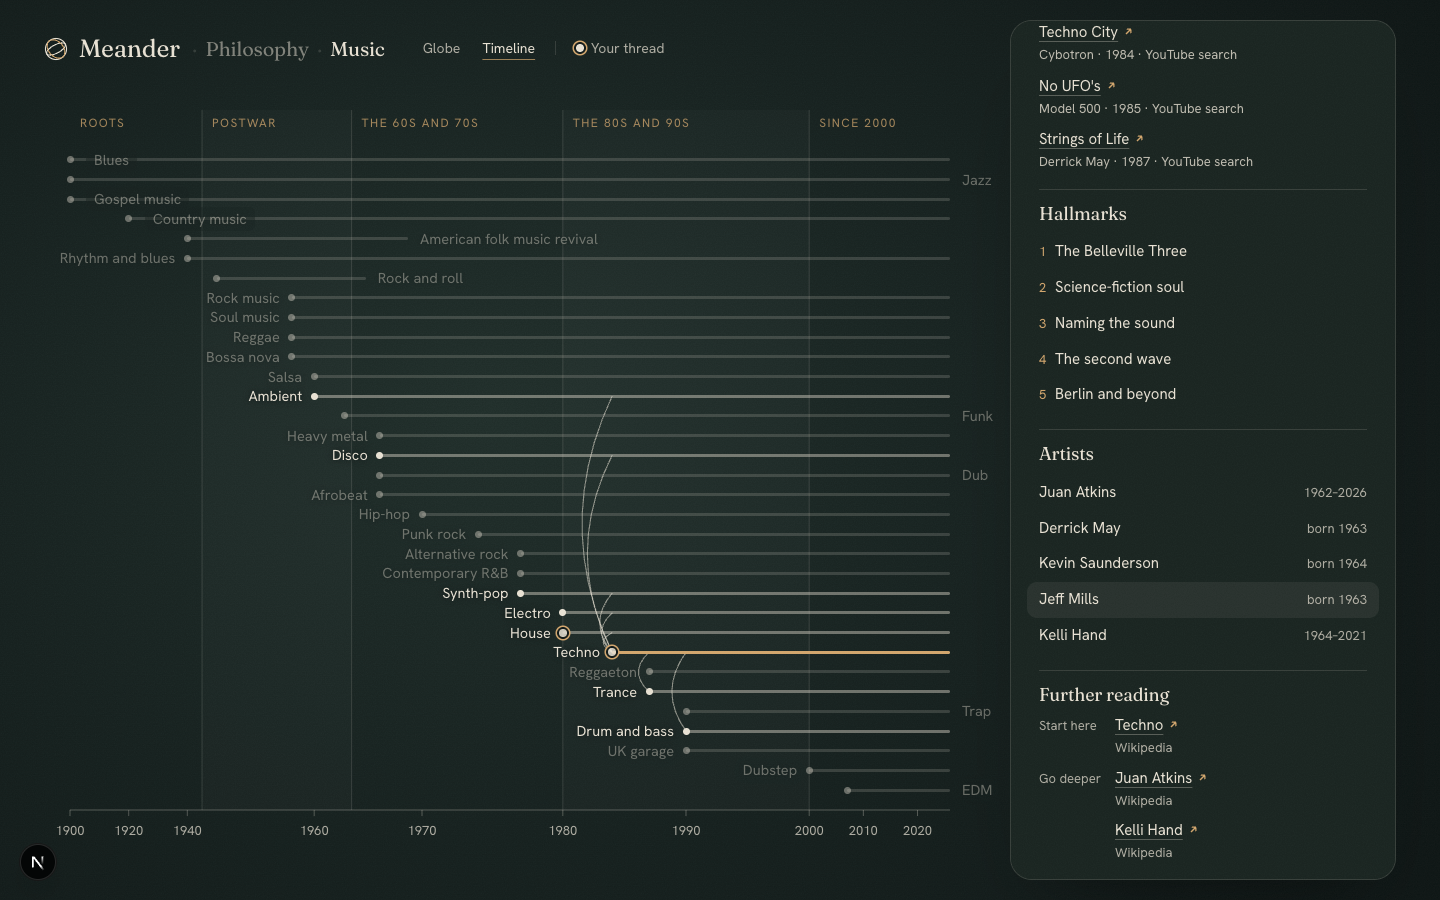 Meander · Philosophy · Music Globe Timeline Your thread
ROOTS POSTWAR THE 60S AND 70S THE 80S AND 90S SINCE 2000
Blues
Jazz
Gospel music
Country music
American folk music revival
Rhythm and blues
Rock and roll
Rock music
Soul music
Reggae
Bossa nova
Salsa
Ambient
Funk
Heavy metal
Disco
Dub
Afrobeat
Hip-hop
Punk rock
Alternative rock
Contemporary R&B
Synth-pop
Electro
House
Techno
Reggaeton
Trance
Trap
Drum and bass
UK garage
Dubstep
EDM
1900 1920 1940 1960 1970 1980 1990 2000 2010 2020
N
Techno City ↗
Cybotron · 1984 · YouTube search
No UFO's ↗
Model 500 · 1985 · YouTube search
Strings of Life ↗
Derrick May · 1987 · YouTube search
Hallmarks
1 The Belleville Three
2 Science-fiction soul
3 Naming the sound
4 The second wave
5 Berlin and beyond
Artists
Juan Atkins 1962–2026
Derrick May born 1963
Kevin Saunderson born 1964
Jeff Mills born 1963
Kelli Hand 1964–2021
Further reading
Start here Techno ↗
Wikipedia
Go deeper Juan Atkins ↗
Wikipedia
Kelli Hand ↗
Wikipedia